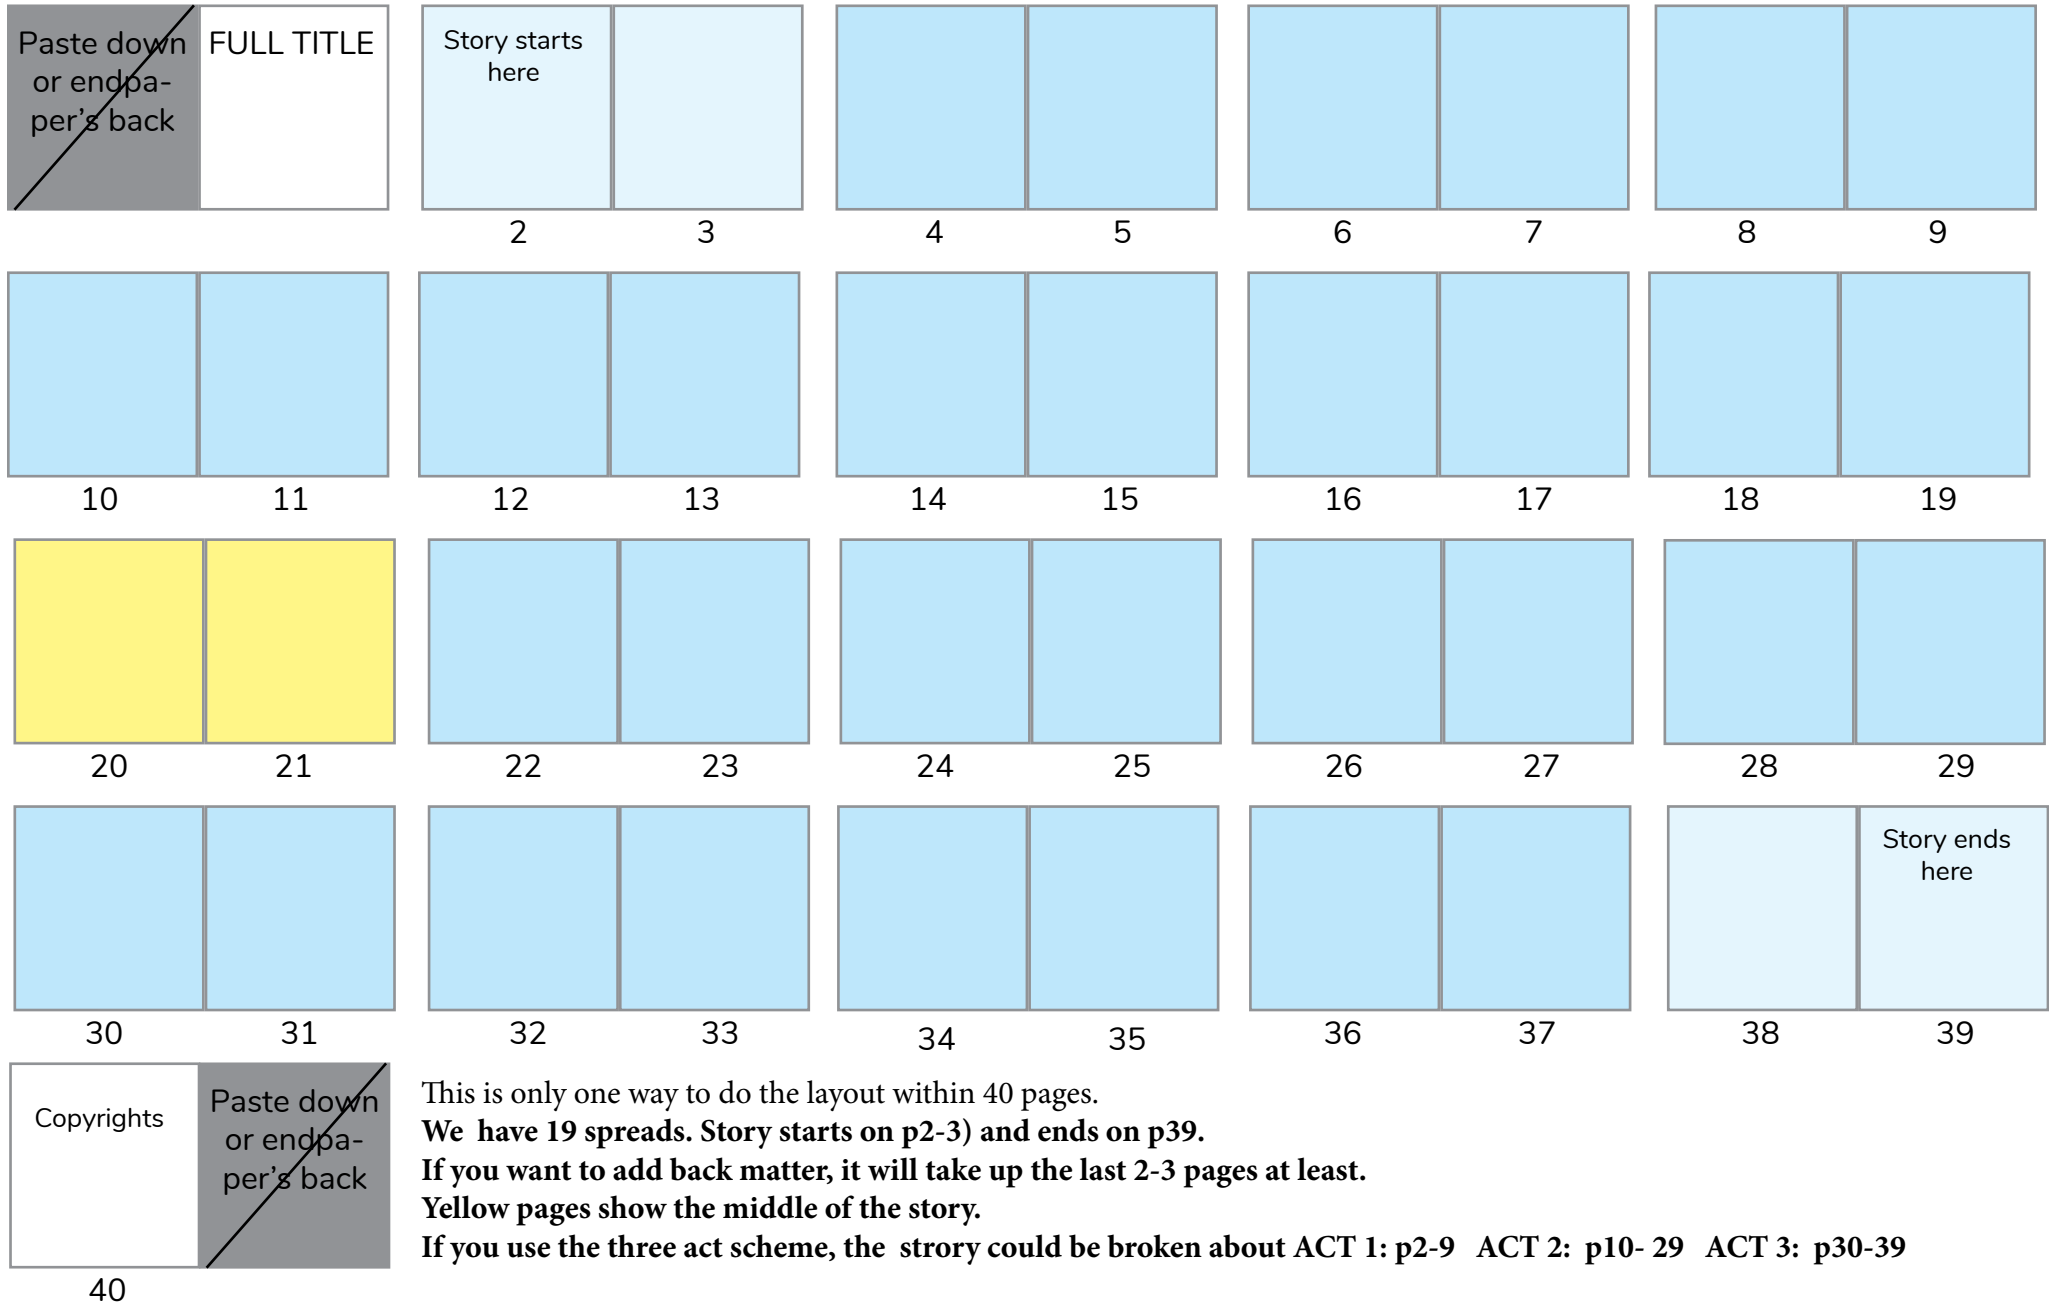 Paste down
or endpa-
per's back
FULL TITLE
Story starts
here
2 3 4 5 6 7 8 9
10 11 12 13 14 15 16 17 18 19
20 21 22 23 24 25 26 27 28 29
Story ends
here
30 31 32 33 34 35 36 37 38 39
Copyrights
Paste down
or endpa-
per's back
40
This is only one way to do the layout within 40 pages.
We  have 19 spreads. Story starts on p2-3) and ends on p39.
If you want to add back matter, it will take up the last 2-3 pages at least.
Yellow pages show the middle of the story.
If you use the three act scheme, the  strory could be broken about ACT 1: p2-9   ACT 2:  p10- 29   ACT 3:  p30-39